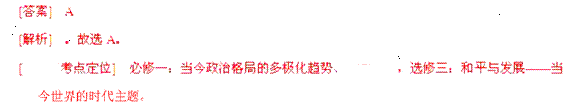 [答案] A
[解析] 。故选 A。
[ 考点定位] 必修一：当今政治格局的多极化趋势、 ，选修三：和平与发展——当
今世界的时代主题。